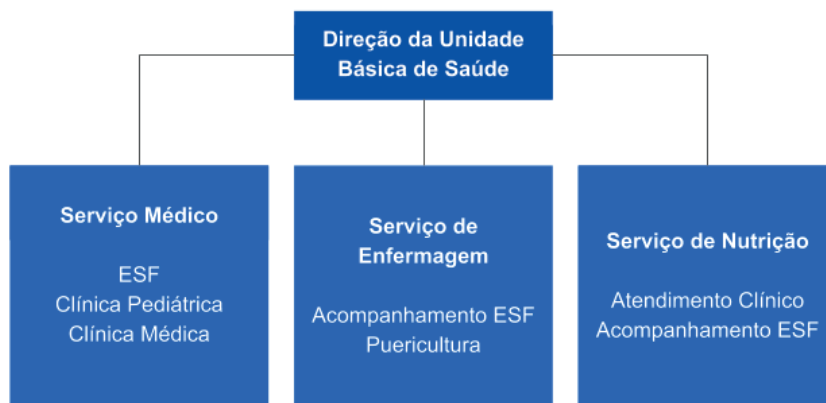 Direção da Unidade
Básica de Saúde
Serviço Médico
ESF
Clínica Pediátrica
Clínica Médica
Serviço de
Enfermagem
Acompanhamento ESF
Puericultura
Serviço de Nutrição
Atendimento Clínico
Acompanhamento ESF